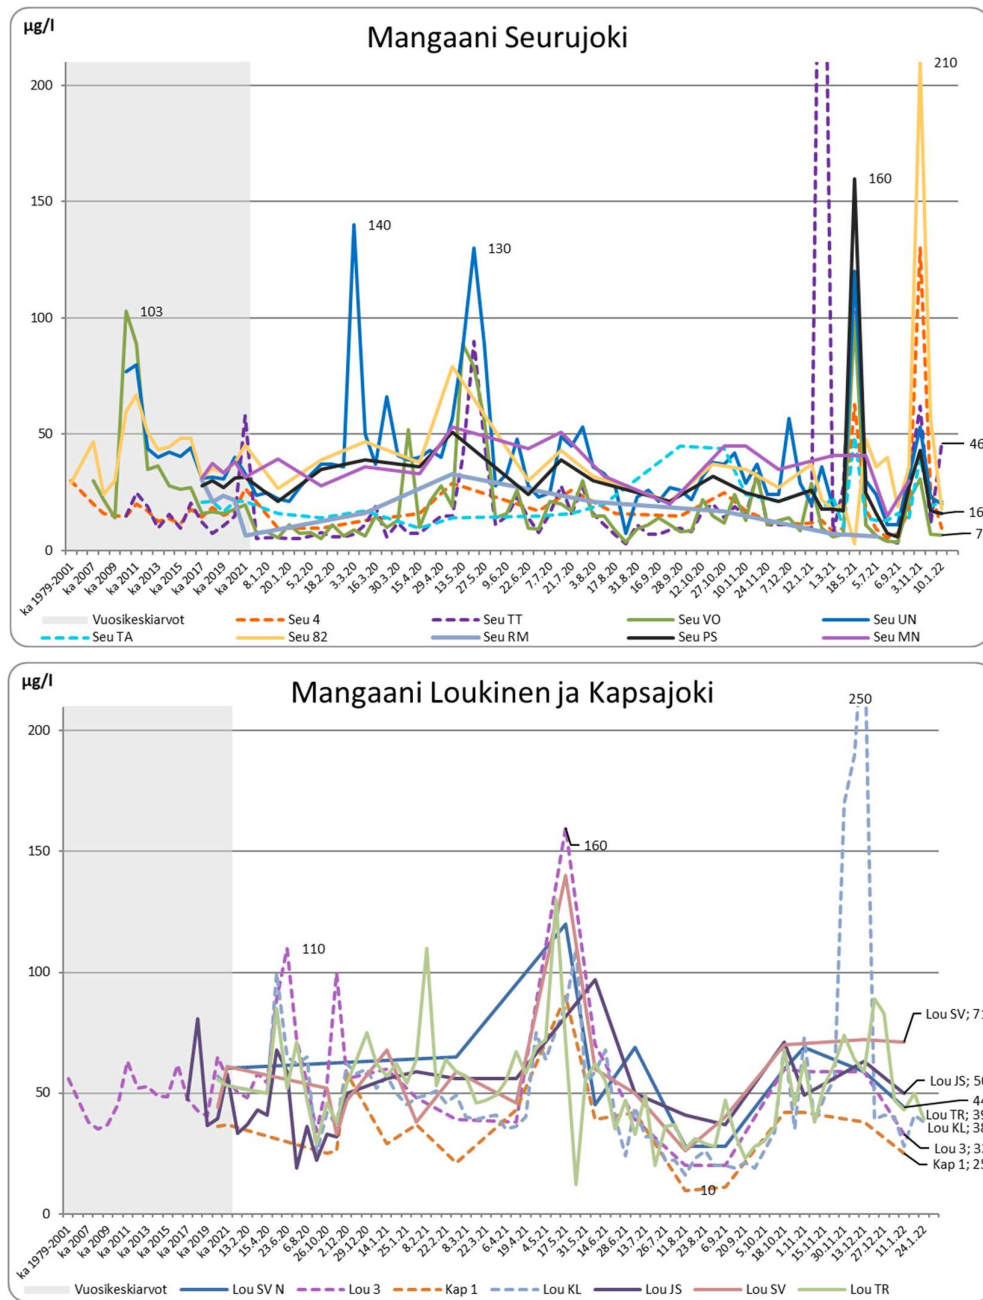 µg/l
Mangaani Seurujoki
200
150
100
50
0
103
140
130
160
210
46
16
7
ka 1979-2001
ka 2007
ka 2009
ka 2011
ka 2013
ka 2015
ka 2017
ka 2019
ka 2021
8.1.20
20.1.20
5.2.20
18.2.20
3.3.20
16.3.20
30.3.20
15.4.20
29.4.20
13.5.20
25.5.20
9.6.20
22.6.20
7.7.20
21.7.20
3.8.20
17.8.20
31.8.20
16.9.20
28.9.20
12.10.20
27.10.20
10.11.20
24.11.20
7.12.20
12.1.21
1.3.21
18.5.21
5.7.21
6.9.21
3.11.21
10.1.22
Vuosikeskiarvot Seu 4 Seu TT Seu VO Seu UN
Seu TA Seu 82 Seu RM Seu PS Seu MN
µg/l
Mangaani Loukinen ja Kapsajoki
200
150
100
50
0
110
160
250
10
Lou SV; 71
Lou JS; 50
44
Lou TR; 39
Lou KL; 38
Lou 3; 33
Kap 1; 25
ka 1979-2001
ka 2007
ka 2009
ka 2011
ka 2013
ka 2015
ka 2017
ka 2019
ka 2021
13.2.20
15.4.20
23.6.20
6.8.20
26.10.20
2.12.20
29.12.20
14.1.21
25.1.21
8.2.21
22.2.21
8.3.21
22.3.21
6.4.21
19.4.21
4.5.21
17.5.21
31.5.21
14.6.21
28.6.21
13.7.21
26.7.21
11.8.21
23.8.21
6.9.21
20.9.21
5.10.21
18.10.21
1.11.21
15.11.21
30.11.21
13.12.21
27.12.21
11.1.22
24.1.22
Vuosikeskiarvot Lou SV N Lou 3 Kap 1 Lou KL Lou JS Lou SV Lou TR